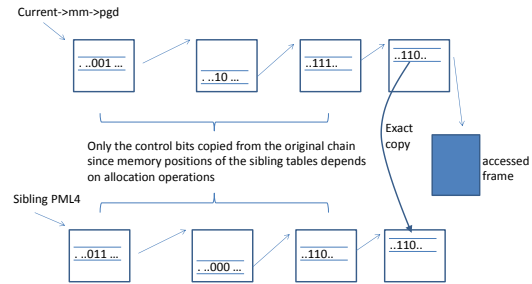 Current->mm->pgd
. ..001 ...
. ..10 ...
..111...
..110..
Only the control bits copied from the original chain
since memory positions of the sibling tables depends
on allocation operations
Exact
copy
accessed
frame
Sibling PML4
. ..011 ...
. ..000 ...
..110..
..110..